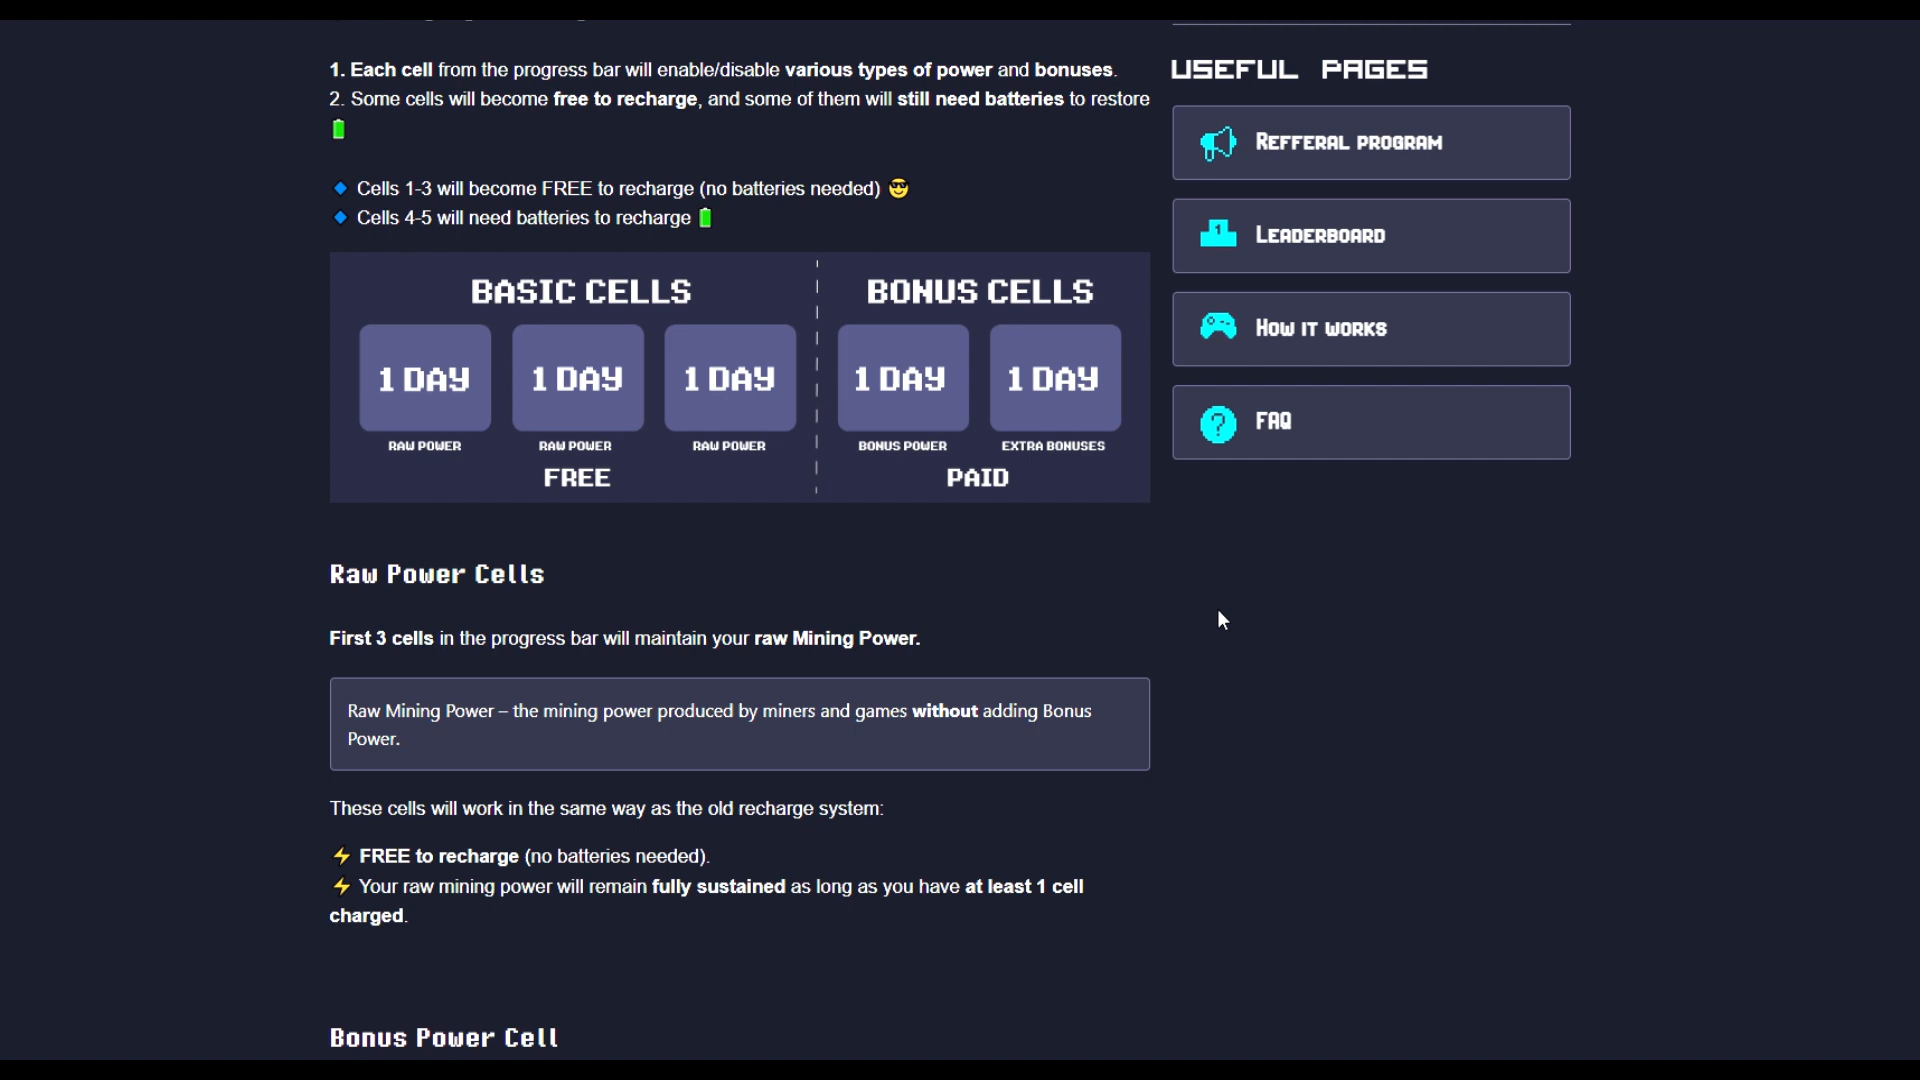 1. Each cell from the progress bar will enable/disable various types of power and bonuses.
2. Some cells will become free to recharge, and some of them will still need batteries to restore
🔋
🔹 Cells 1-3 will become FREE to recharge (no batteries needed) 😎
🔹 Cells 4-5 will need batteries to recharge 🔋
BASIC CELLS
1 DAY 1 DAY 1 DAY
RAW POWER RAW POWER RAW POWER
FREE
BONUS CELLS
1 DAY 1 DAY
BONUS POWER EXTRA BONUSES
PAID
Raw Power Cells
First 3 cells in the progress bar will maintain your raw Mining Power.
Raw Mining Power – the mining power produced by miners and games without adding Bonus
Power.
These cells will work in the same way as the old recharge system:
⚡ FREE to recharge (no batteries needed).
⚡ Your raw mining power will remain fully sustained as long as you have at least 1 cell
charged.
Bonus Power Cell
USEFUL PAGES
REFFERAL PROGRAM
1
LEADERBOARD
HOW IT WORKS
?
FAQ